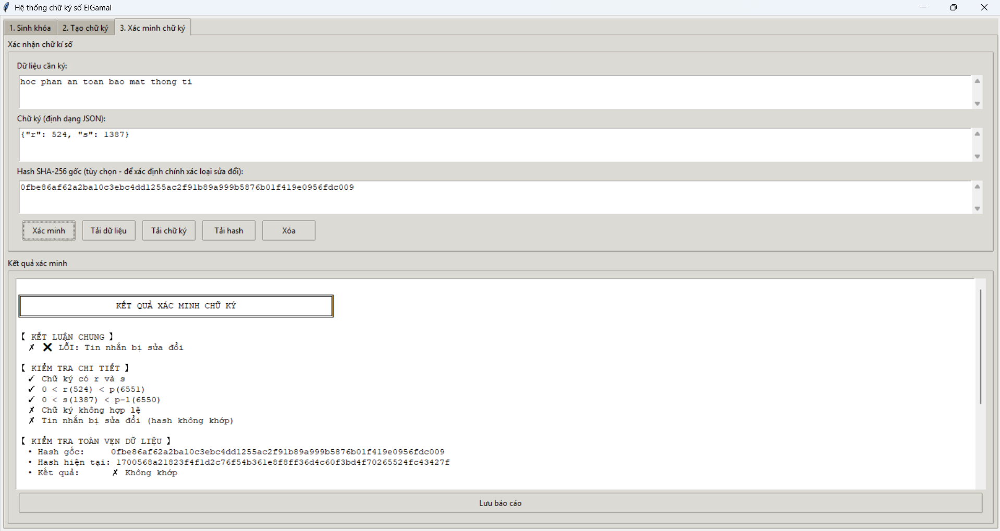 Hệ thống chữ ký số ElGamal
1. Sinh khóa 2. Tạo chữ ký 3. Xác minh chữ ký
Xác nhận chữ kí số
Dữ liệu cần ký:
hoc phan an toan bao mat thong ti
Chữ ký (định dạng JSON):
{"r": 524, "s": 1387}
Hash SHA-256 gốc (tùy chọn - để xác định chính xác loại sửa đổi):
0fbe86af62a2ba10c3ebc4dd1255ac2f91b89a999b5876b01f419e0956fdc009
Xác minh Tải dữ liệu Tải chữ ký Tải hash Xóa
Kết quả xác minh
KẾT QUẢ XÁC MINH CHỮ KÝ
【 KẾT LUẬN CHUNG 】
✗ ❌ LỖI: Tin nhắn bị sửa đổi
【 KIỂM TRA CHI TIẾT 】
✓ Chữ ký có r và s
✓ 0 < r(524) < p(6551)
✓ 0 < s(1387) < p-1(6550)
✗ Chữ ký không hợp lệ
✗ Tin nhắn bị sửa đổi (hash không khớp)
【 KIỂM TRA TOÀN VẸN DỮ LIỆU 】
• Hash gốc: 0fbe86af62a2ba10c3ebc4dd1255ac2f91b89a999b5876b01f419e0956fdc009
• Hash hiện tại: 1700568a21823f4f1d2c76f54b361e8f8ff36d4c60f3bd4f70265524fc43427f
• Kết quả: ✗ Không khớp
Lưu báo cáo